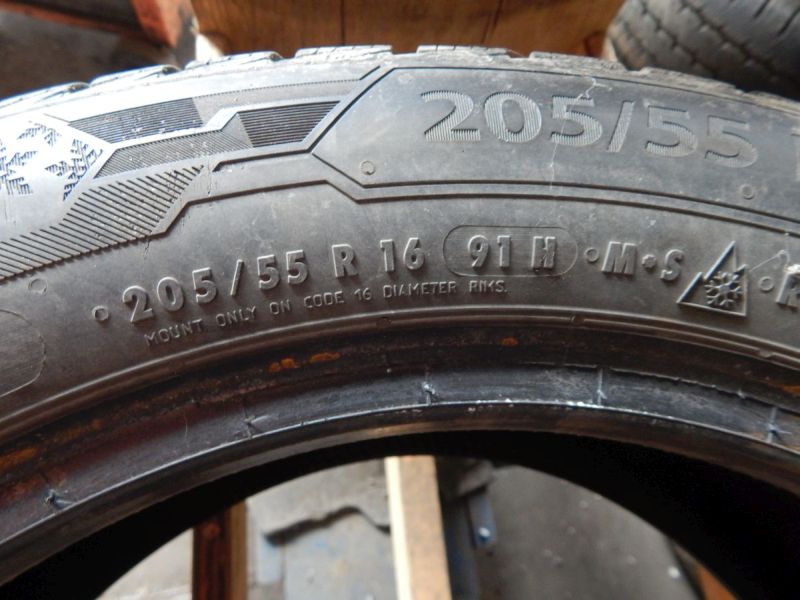 205/55
205/55 R 16 91 H •M•S
MOUNT ONLY ON CODE 16 DIAMETER RIMS.